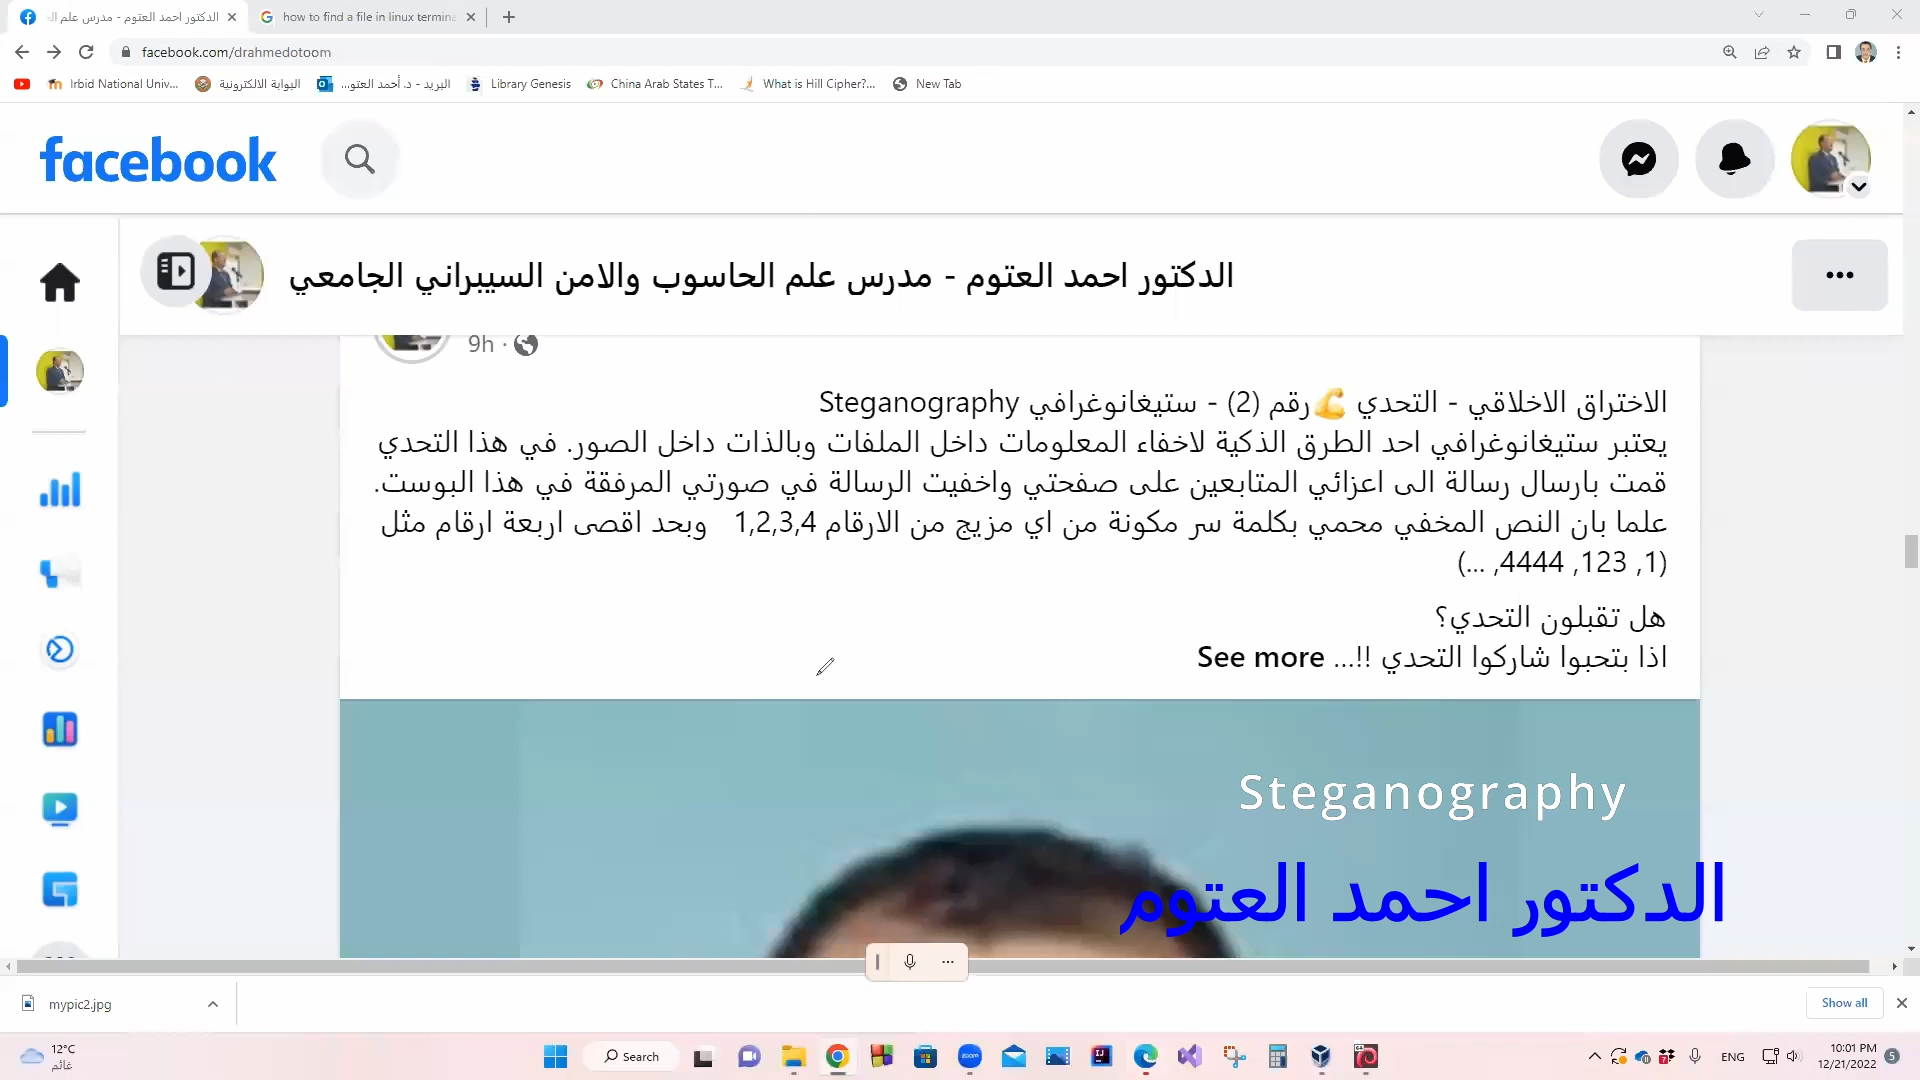 الدكتور احمد العتوم - مدرس علم ال
how to find a file in linux termina
facebook.com/drahmedotoom
Irbid National Univ...
البوابة الالكترونية
البريد - د. أحمد العتو...
Library Genesis
China Arab States T...
What is Hill Cipher?...
New Tab
facebook
الدكتور احمد العتوم - مدرس علم الحاسوب والامن السيبراني الجامعي
9h ·
الاختراق الاخلاقي - التحدي 💪رقم (2) - ستيغانوغرافي Steganography
يعتبر ستيغانوغرافي احد الطرق الذكية لاخفاء المعلومات داخل الملفات وبالذات داخل الصور. في هذا التحدي
قمت بارسال رسالة الى اعزائي المتابعين على صفحتي واخفيت الرسالة في صورتي المرفقة في هذا البوست.
علما بان النص المخفي محمي بكلمة سر مكونة من اي مزيج من الارقام 1,2,3,4 وبحد اقصى اربعة ارقام مثل
(1, 123, 4444, ...)
هل تقبلون التحدي؟
اذا بتحبوا شاركوا التحدي !!... See more
Steganography
الدكتور احمد العتوم
mypic2.jpg
Show all
12°C
غائم
Search
zoom
ENG
10:01 PM
12/21/2022
5